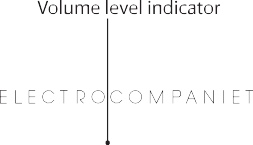 Volume level indicator
ELECTROCOMPANIET